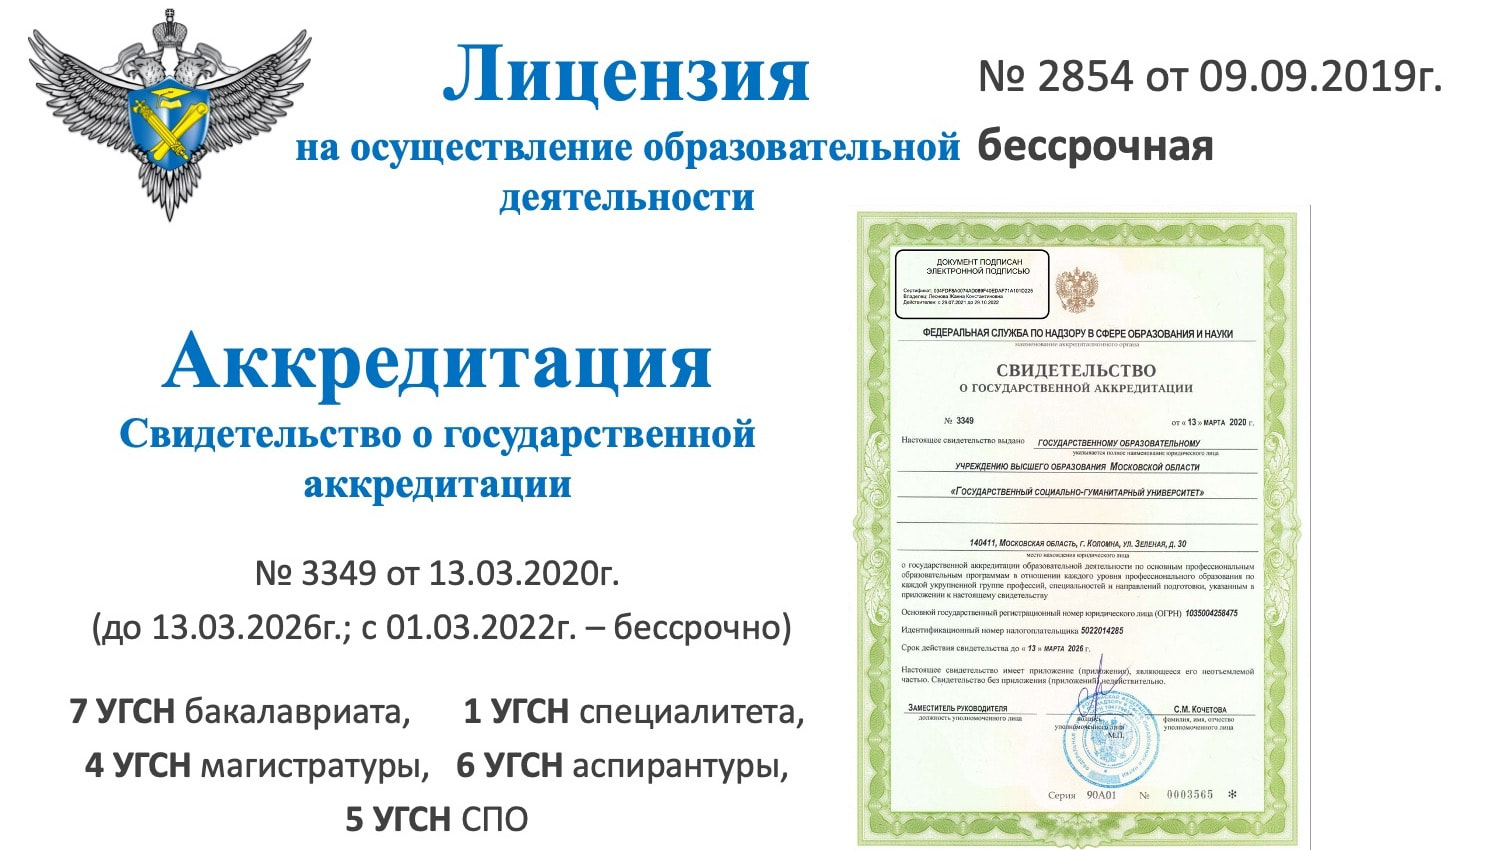 Лицензия
на осуществление образовательной
деятельности
№ 2854 от 09.09.2019г.
бессрочная
Аккредитация
Свидетельство о государственной
аккредитации
№ 3349 от 13.03.2020г.
(до 13.03.2026г.; с 01.03.2022г. – бессрочно)
7 УГСН бакалавриата, 1 УГСН специалитета,
4 УГСН магистратуры, 6 УГСН аспирантуры,
5 УГСН СПО
ДОКУМЕНТ ПОДПИСАН
ЭЛЕКТРОННОЙ ПОДПИСЬЮ
Сертификат:
Владелец: Леонова Жанна Константиновна
Действителен: с 29.07.2021 до 29.10.2022
ФЕДЕРАЛЬНАЯ СЛУЖБА ПО НАДЗОРУ В СФЕРЕ ОБРАЗОВАНИЯ И НАУКИ
наименование аккредитационного органа
СВИДЕТЕЛЬСТВО
О ГОСУДАРСТВЕННОЙ АККРЕДИТАЦИИ
№ 3349 от « 13 » МАРТА 2020 г.
Настоящее свидетельство выдано ГОСУДАРСТВЕННОМУ ОБРАЗОВАТЕЛЬНОМУ
указывается полное наименование юридического лица
УЧРЕЖДЕНИЮ ВЫСШЕГО ОБРАЗОВАНИЯ МОСКОВСКОЙ ОБЛАСТИ
«ГОСУДАРСТВЕННЫЙ СОЦИАЛЬНО-ГУМАНИТАРНЫЙ УНИВЕРСИТЕТ»
140411, МОСКОВСКАЯ ОБЛАСТЬ, Г. КОЛОМНА, УЛ. ЗЕЛЕНАЯ, Д. 30
место нахождения юридического лица
о государственной аккредитации образовательной деятельности по основным профессиональным
образовательным программам в отношении каждого уровня профессионального образования по
каждой укрупненной группе профессий, специальностей и направлений подготовки, указанным в
приложении к настоящему свидетельству
Основной государственный регистрационный номер юридического лица (ОГРН) 1035004258475
Идентификационный номер налогоплательщика 5022014285
Срок действия свидетельства до « 13 » МАРТА 2026 г.
Настоящее свидетельство имеет приложение (приложения), являющееся его неотъемлемой
частью. Свидетельство без приложения (приложений) недействительно.
ЗАМЕСТИТЕЛЬ РУКОВОДИТЕЛЯ С.М. КОЧЕТОВА
должность уполномоченного лица подпись уполномоченного лица фамилия, имя, отчество уполномоченного лица
М.П.
Серия 90А01 № 0003565 *